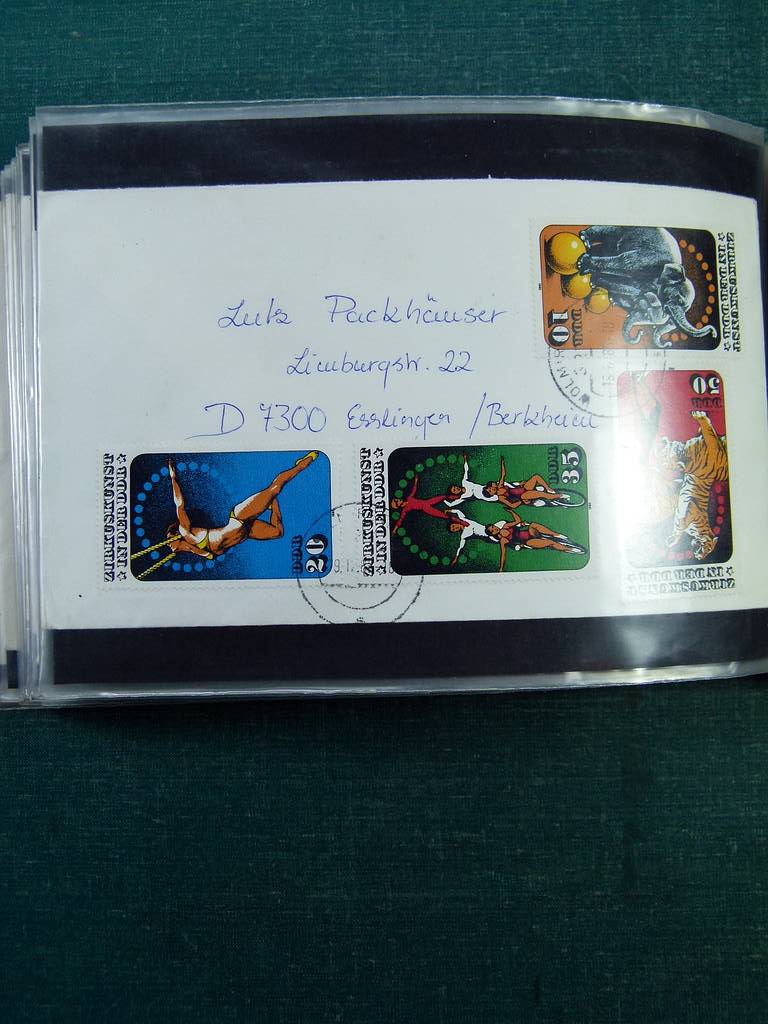 Lutz Packhäuser
Limburgstr. 22
D 7300 Esslingen /Berkheim
ZIRKUSKUNST
IN DER DDR
10
DDR
ZIRKUSKUNST
IN DER DDR
50
DDR
ZIRKUSKUNST
IN DER DDR
20
DDR
ZIRKUSKUNST
IN DER DDR
35
DDR